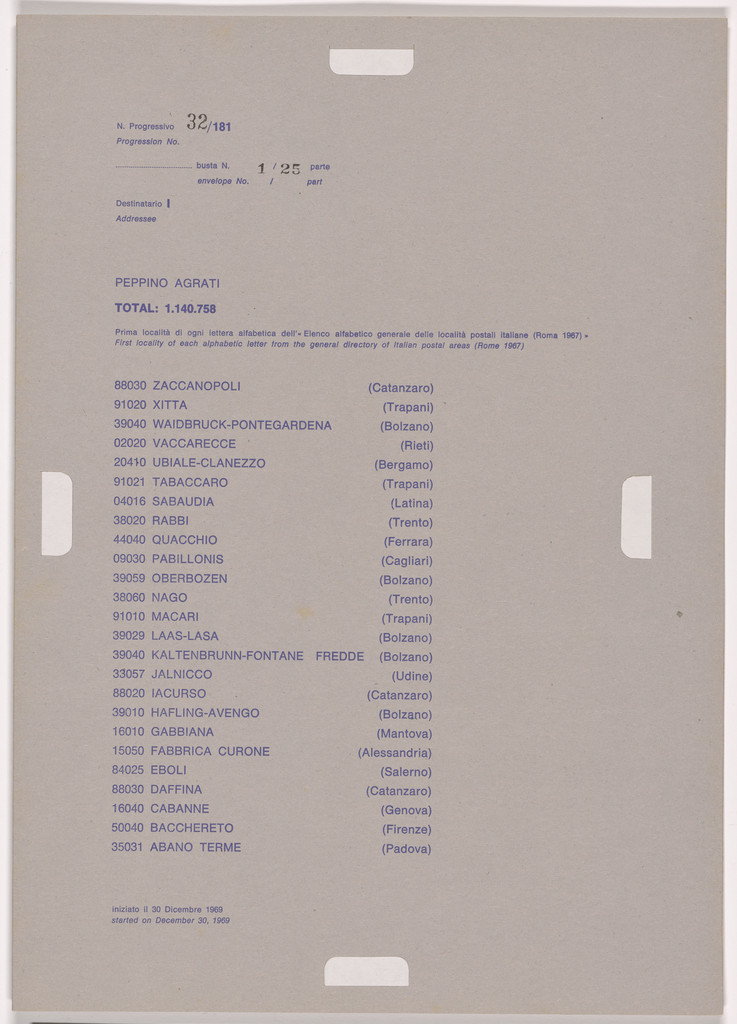 N. Progressivo 32/181
Progression No.
busta N. 1 / 25 parte
envelope No. / part
Destinatario I
Addressee
PEPPINO AGRATI
TOTAL: 1.140.758
Prima località di ogni lettera alfabetica dell'« Elenco alfabetico generale delle località postali italiane (Roma 1967) »
First locality of each alphabetic letter from the general directory of Italian postal areas (Rome 1967)
88030 ZACCANOPOLI (Catanzaro)
91020 XITTA (Trapani)
39040 WAIDBRUCK-PONTEGARDENA (Bolzano)
02020 VACCARECCE (Rieti)
20410 UBIALE-CLANEZZO (Bergamo)
91021 TABACCARO (Trapani)
04016 SABAUDIA (Latina)
38020 RABBI (Trento)
44040 QUACCHIO (Ferrara)
09030 PABILLONIS (Cagliari)
39059 OBERBOZEN (Bolzano)
38060 NAGO (Trento)
91010 MACARI (Trapani)
39029 LAAS-LASA (Bolzano)
39040 KALTENBRUNN-FONTANE FREDDE (Bolzano)
33057 JALNICCO (Udine)
88020 IACURSO (Catanzaro)
39010 HAFLING-AVENGO (Bolzano)
16010 GABBIANA (Mantova)
15050 FABBRICA CURONE (Alessandria)
84025 EBOLI (Salerno)
88030 DAFFINA (Catanzaro)
16040 CABANNE (Genova)
50040 BACCHERETO (Firenze)
35031 ABANO TERME (Padova)
iniziato il 30 Dicembre 1969
started on December 30, 1969